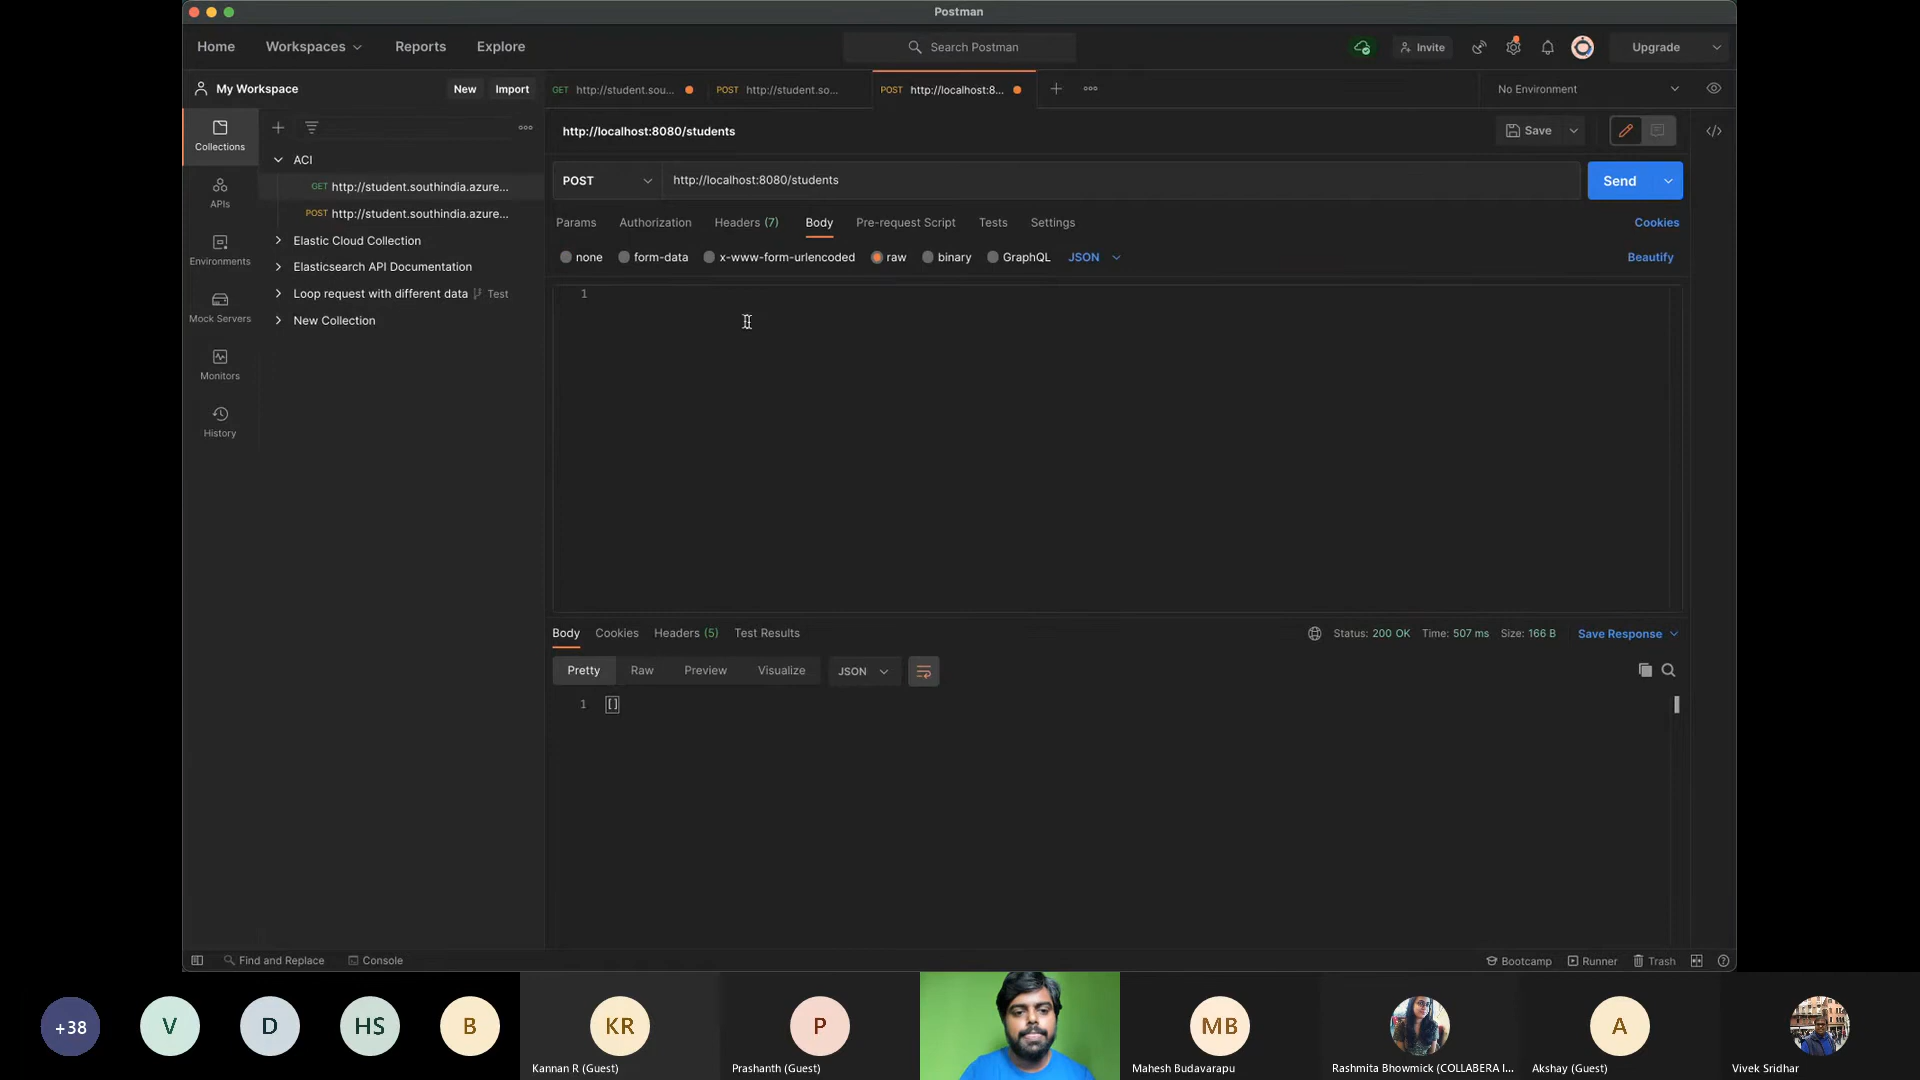 Postman
Home Workspaces Reports Explore Search Postman Invite Upgrade
My Workspace New Import
GET http://student.sou... POST http://student.so... POST http://localhost:8... No Environment
Collections
APIs
Environments
Mock Servers
Monitors
History
ACI
GET http://student.southindia.azure...
POST http://student.southindia.azure...
Elastic Cloud Collection
Elasticsearch API Documentation
Loop request with different data Test
New Collection
http://localhost:8080/students Save
POST http://localhost:8080/students Send
Params Authorization Headers (7) Body Pre-request Script Tests Settings Cookies
none form-data x-www-form-urlencoded raw binary GraphQL JSON Beautify
1
Body Cookies Headers (5) Test Results Status: 200 OK Time: 507 ms Size: 166 B Save Response
Pretty Raw Preview Visualize JSON
1 []
Find and Replace Console Bootcamp Runner Trash
+38 V D HS B KR P MB A
Kannan R (Guest) Prashanth (Guest) Mahesh Budavarapu Rashmita Bhowmick (COLLABERA I... Akshay (Guest) Vivek Sridhar